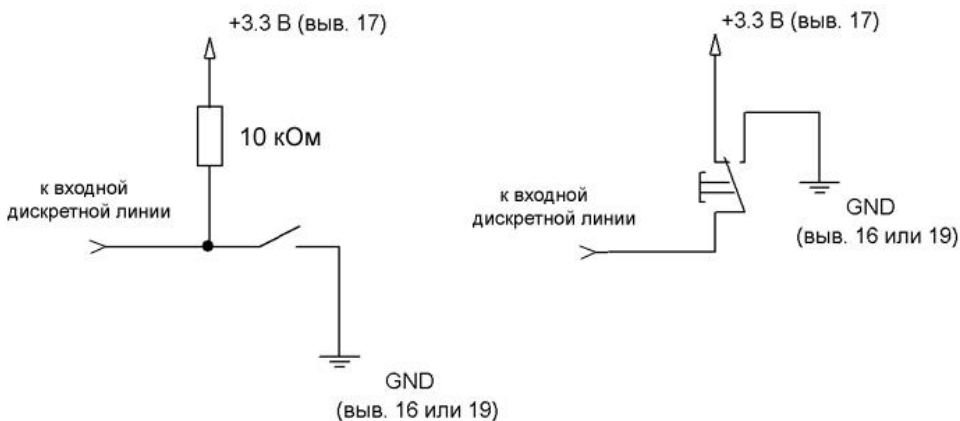 +3.3 В (выв. 17)
10 кОм
к входной
дискретной линии
GND
(выв. 16 или 19)
+3.3 В (выв. 17)
к входной
дискретной линии
GND
(выв. 16 или 19)